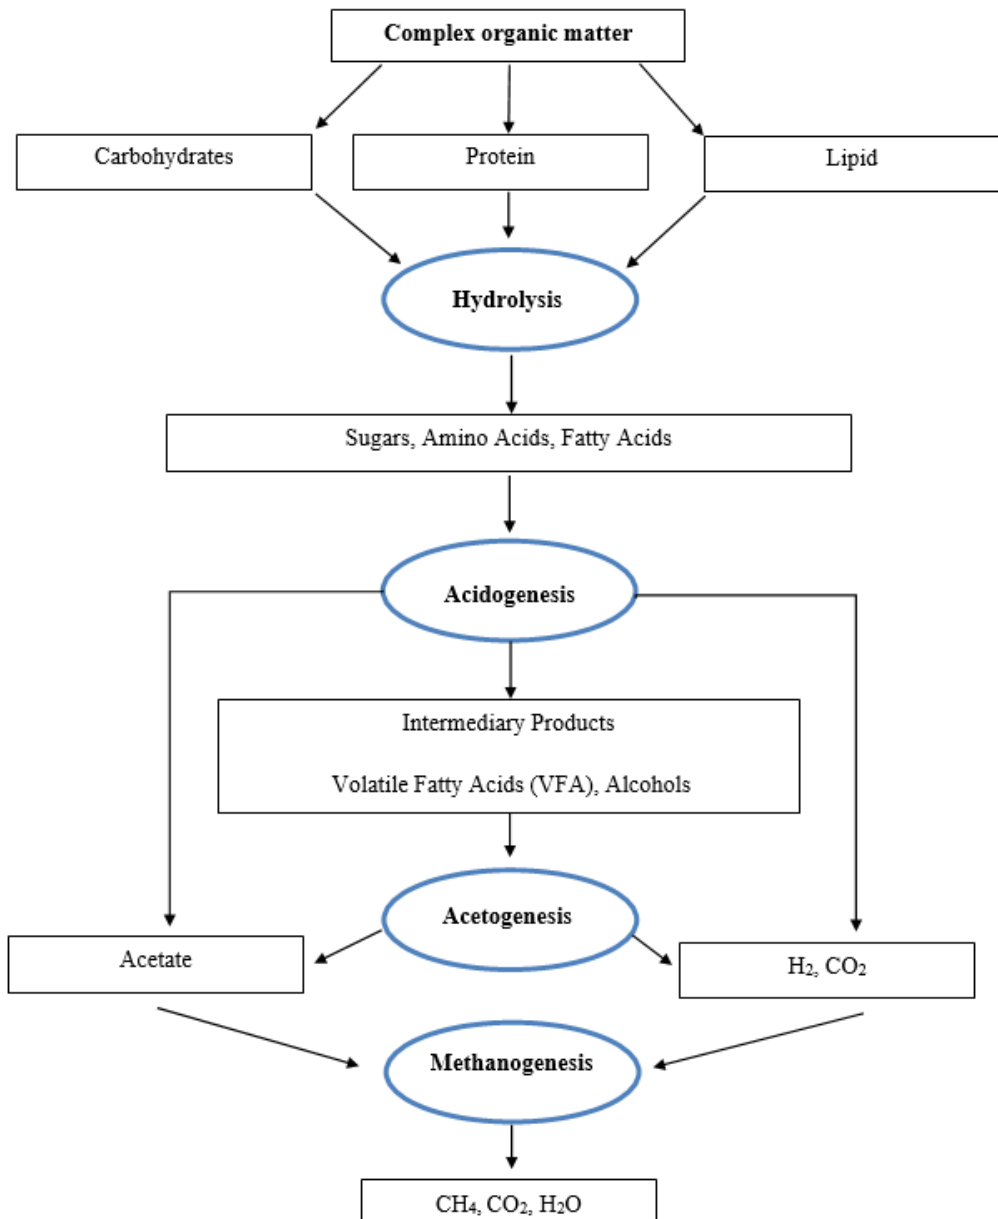 Complex organic matter
Carbohydrates
Protein
Lipid
Hydrolysis
Sugars, Amino Acids, Fatty Acids
Acidogenesis
Intermediary Products
Volatile Fatty Acids (VFA), Alcohols
Acetogenesis
Acetate
H₂, CO₂
Methanogenesis
CH₄, CO₂, H₂O